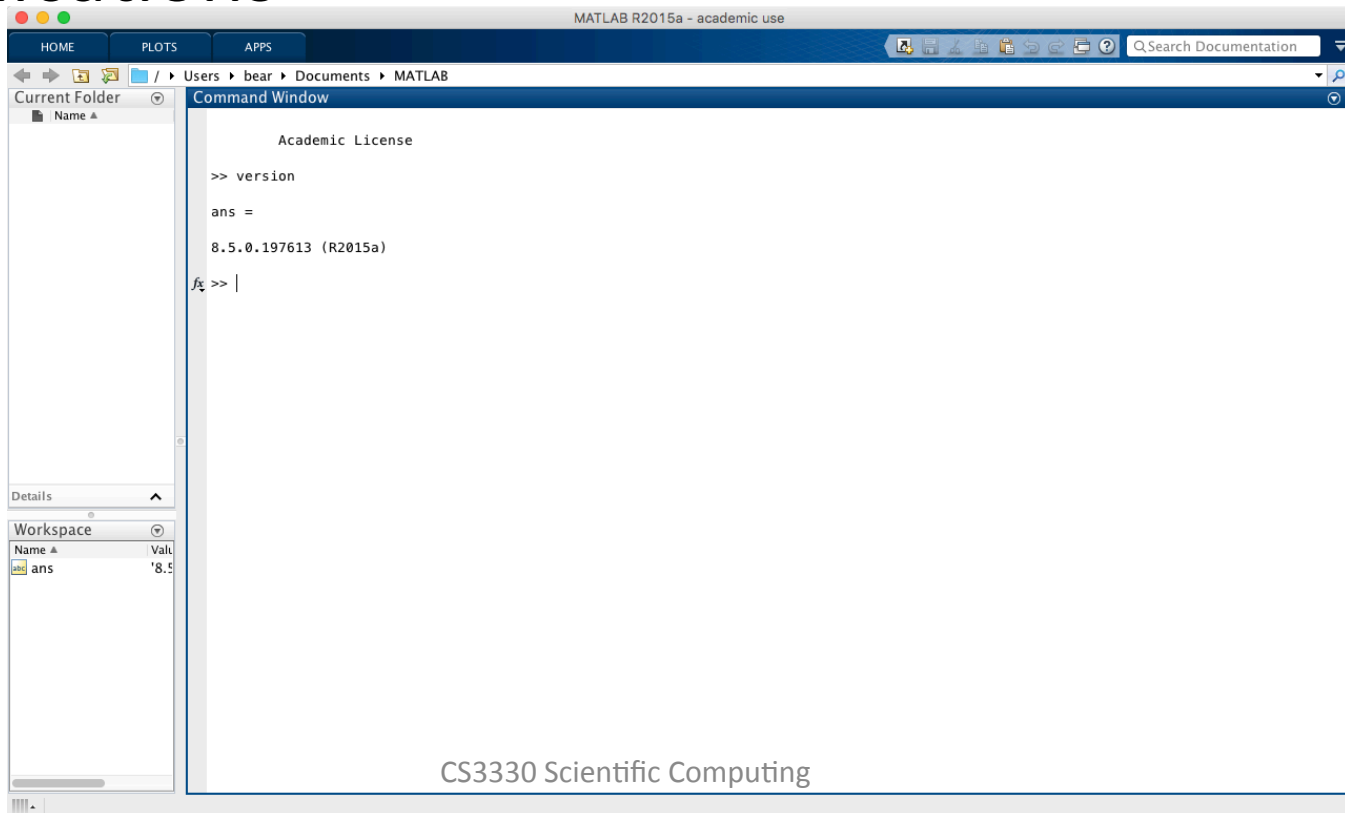 MATLAB R2015a - academic use
HOME PLOTS APPS
Search Documentation
/ Users bear Documents MATLAB
Current Folder
Name
Command Window
Academic License
>> version
ans =
8.5.0.197613 (R2015a)
fx >>
Details
Workspace
Name Valu
abc ans '8.5
CS3330 Scientific Computing